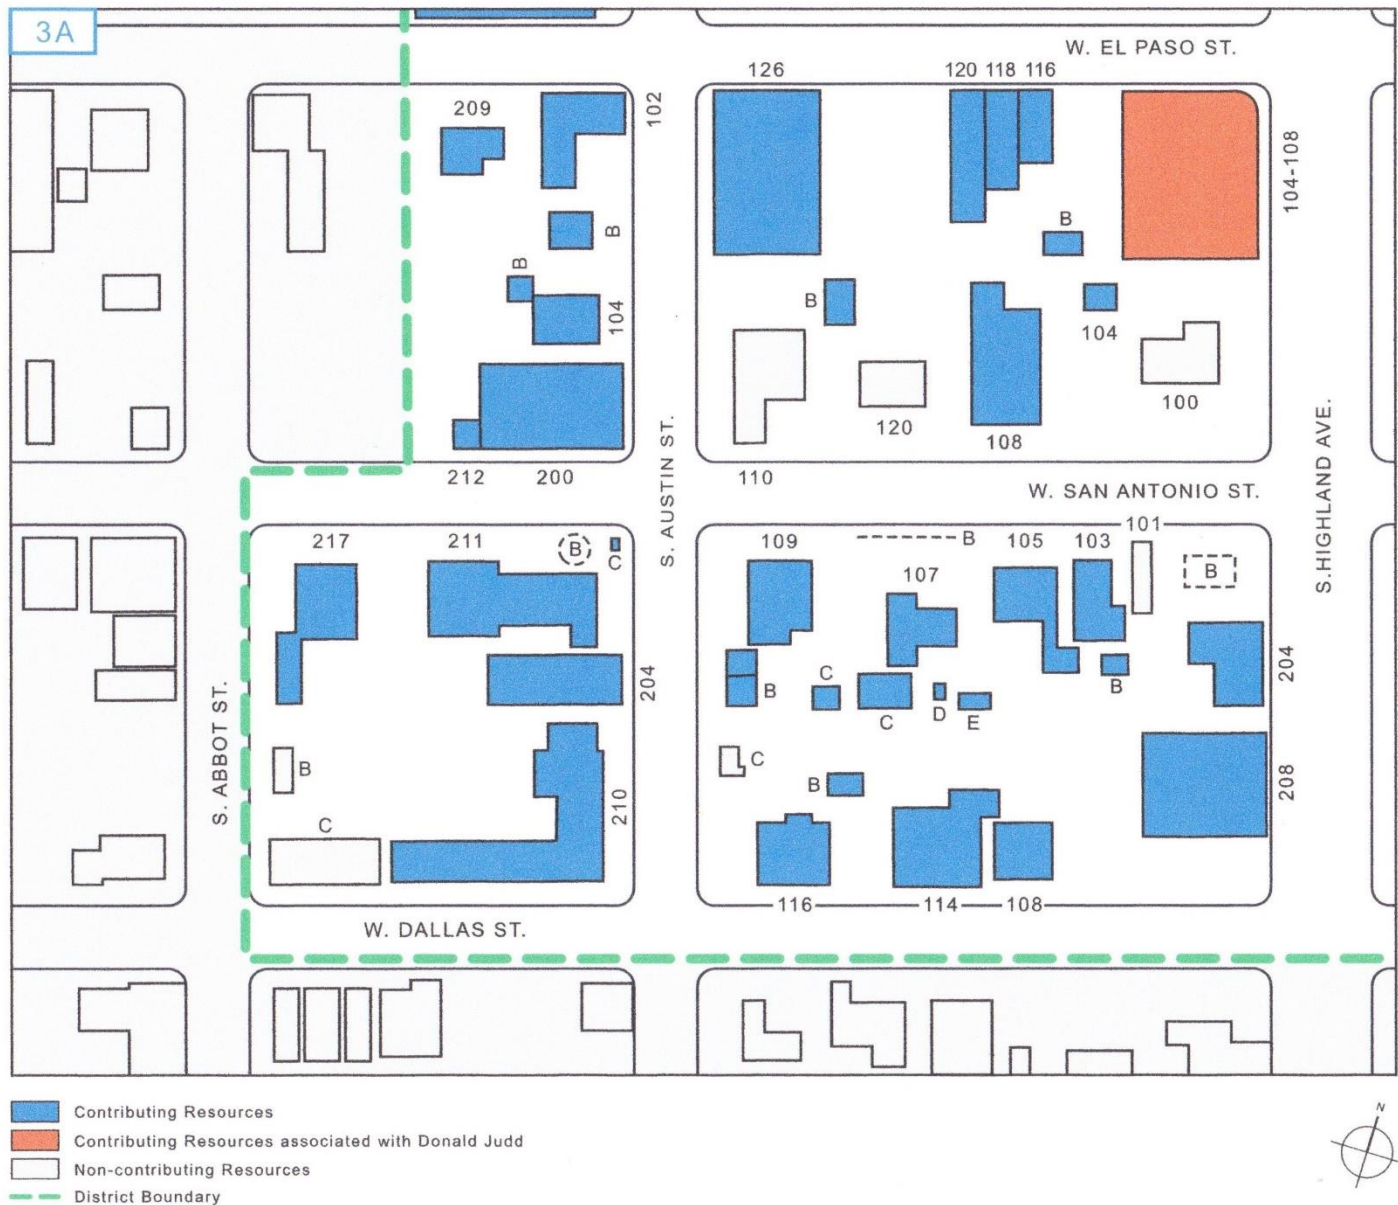 3A
W. EL PASO ST.
126
120 118 116
209
102
104-108
B
B
B
104
B
104
100
120
108
110
212 200
S. AUSTIN ST.
W. SAN ANTONIO ST.
S.HIGHLAND AVE.
217
211
B
C
109
B
107
105
103
101
B
204
204
B
C
C
D
E
B
S. ABBOT ST.
B
C
210
C
B
208
116
114
108
W. DALLAS ST.
Contributing Resources
Contributing Resources associated with Donald Judd
Non-contributing Resources
District Boundary
N